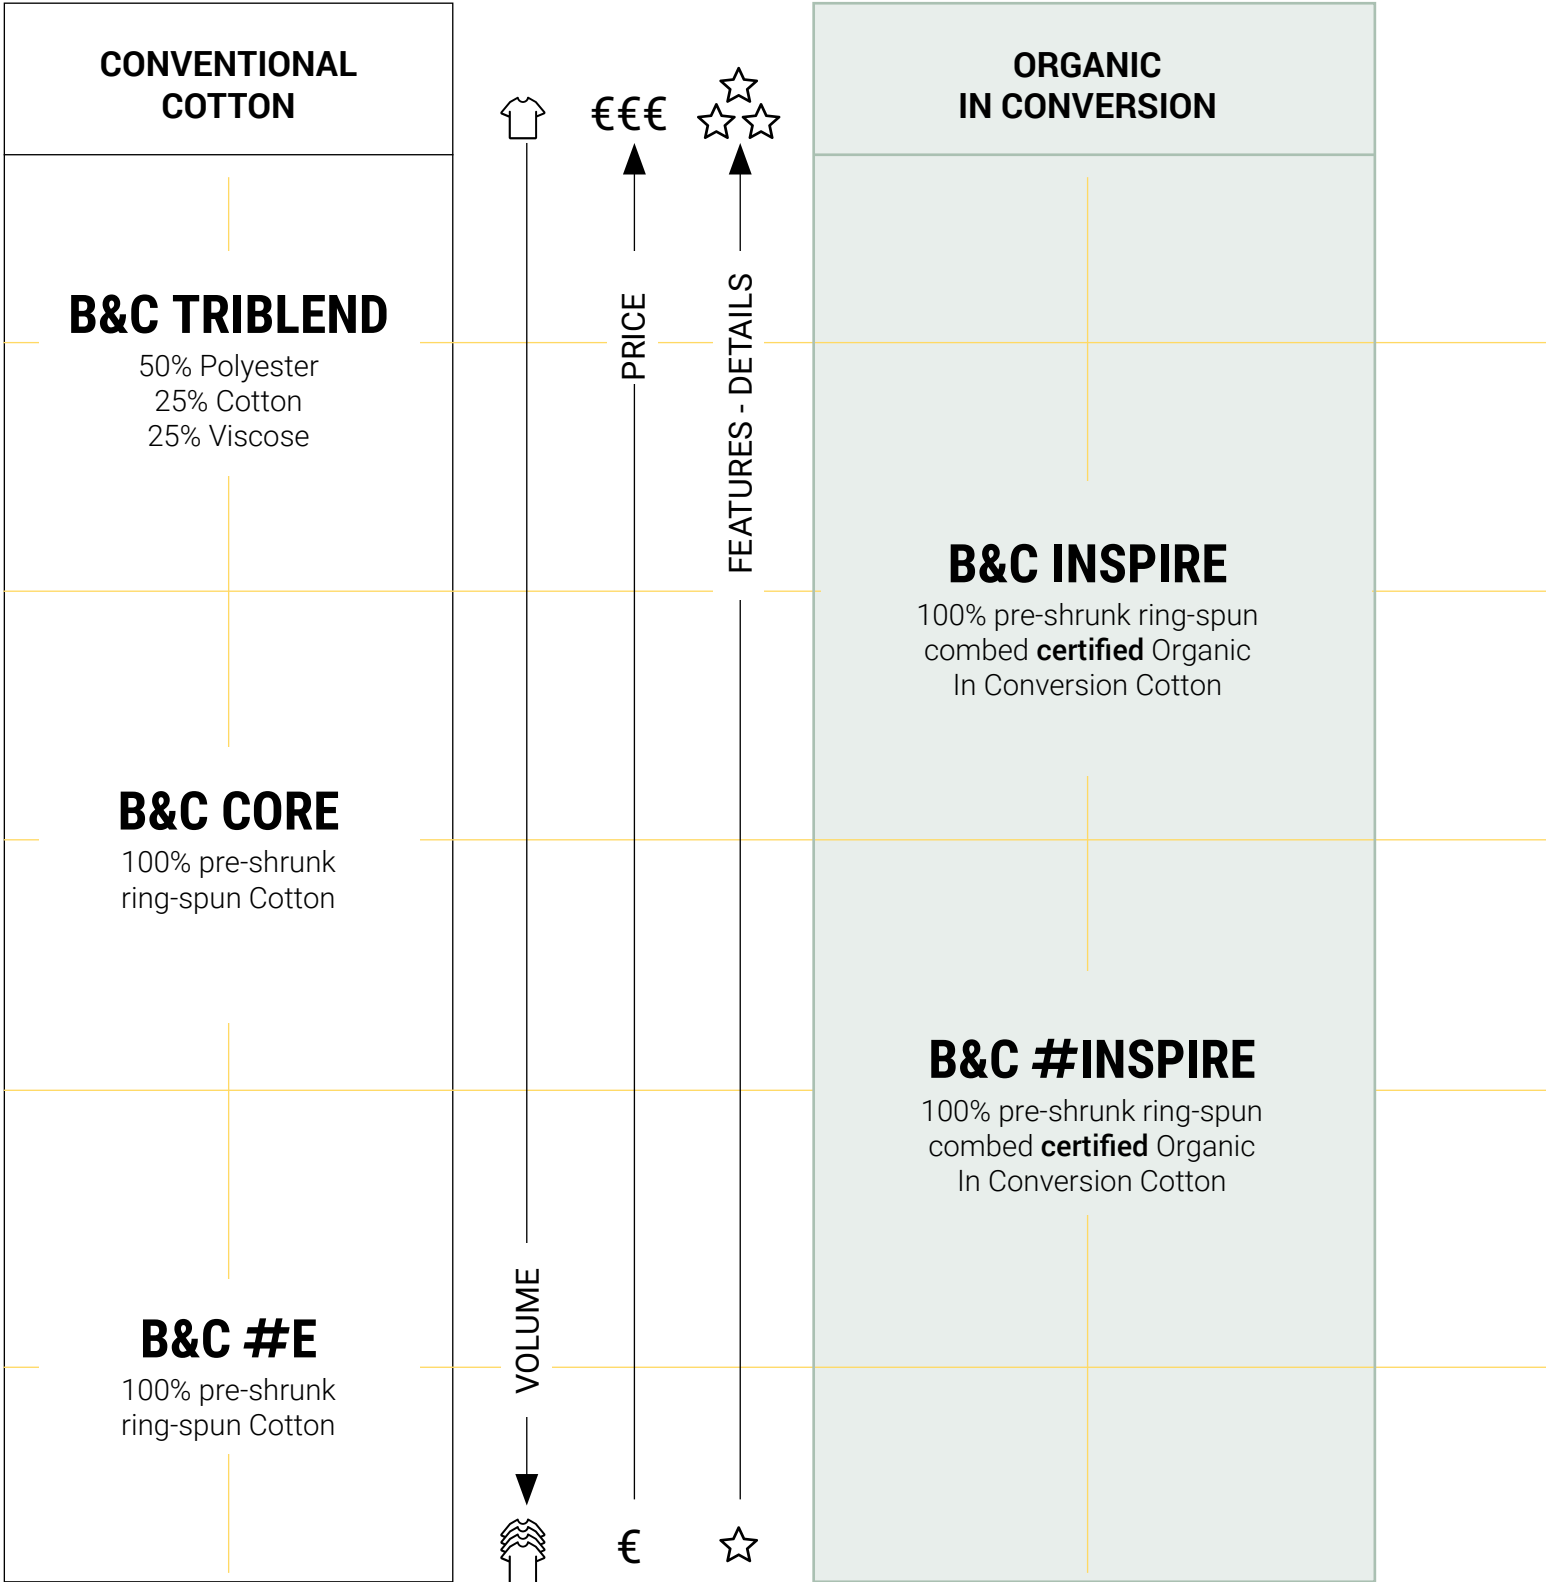 CONVENTIONAL
COTTON
B&C TRIBLEND
50% Polyester
25% Cotton
25% Viscose
B&C CORE
100% pre-shrunk
ring-spun Cotton
B&C #E
100% pre-shrunk
ring-spun Cotton
VOLUME
€€€
PRICE
€
FEATURES - DETAILS
ORGANIC
IN CONVERSION
B&C INSPIRE
100% pre-shrunk ring-spun
combed certified Organic
In Conversion Cotton
B&C #INSPIRE
100% pre-shrunk ring-spun
combed certified Organic
In Conversion Cotton